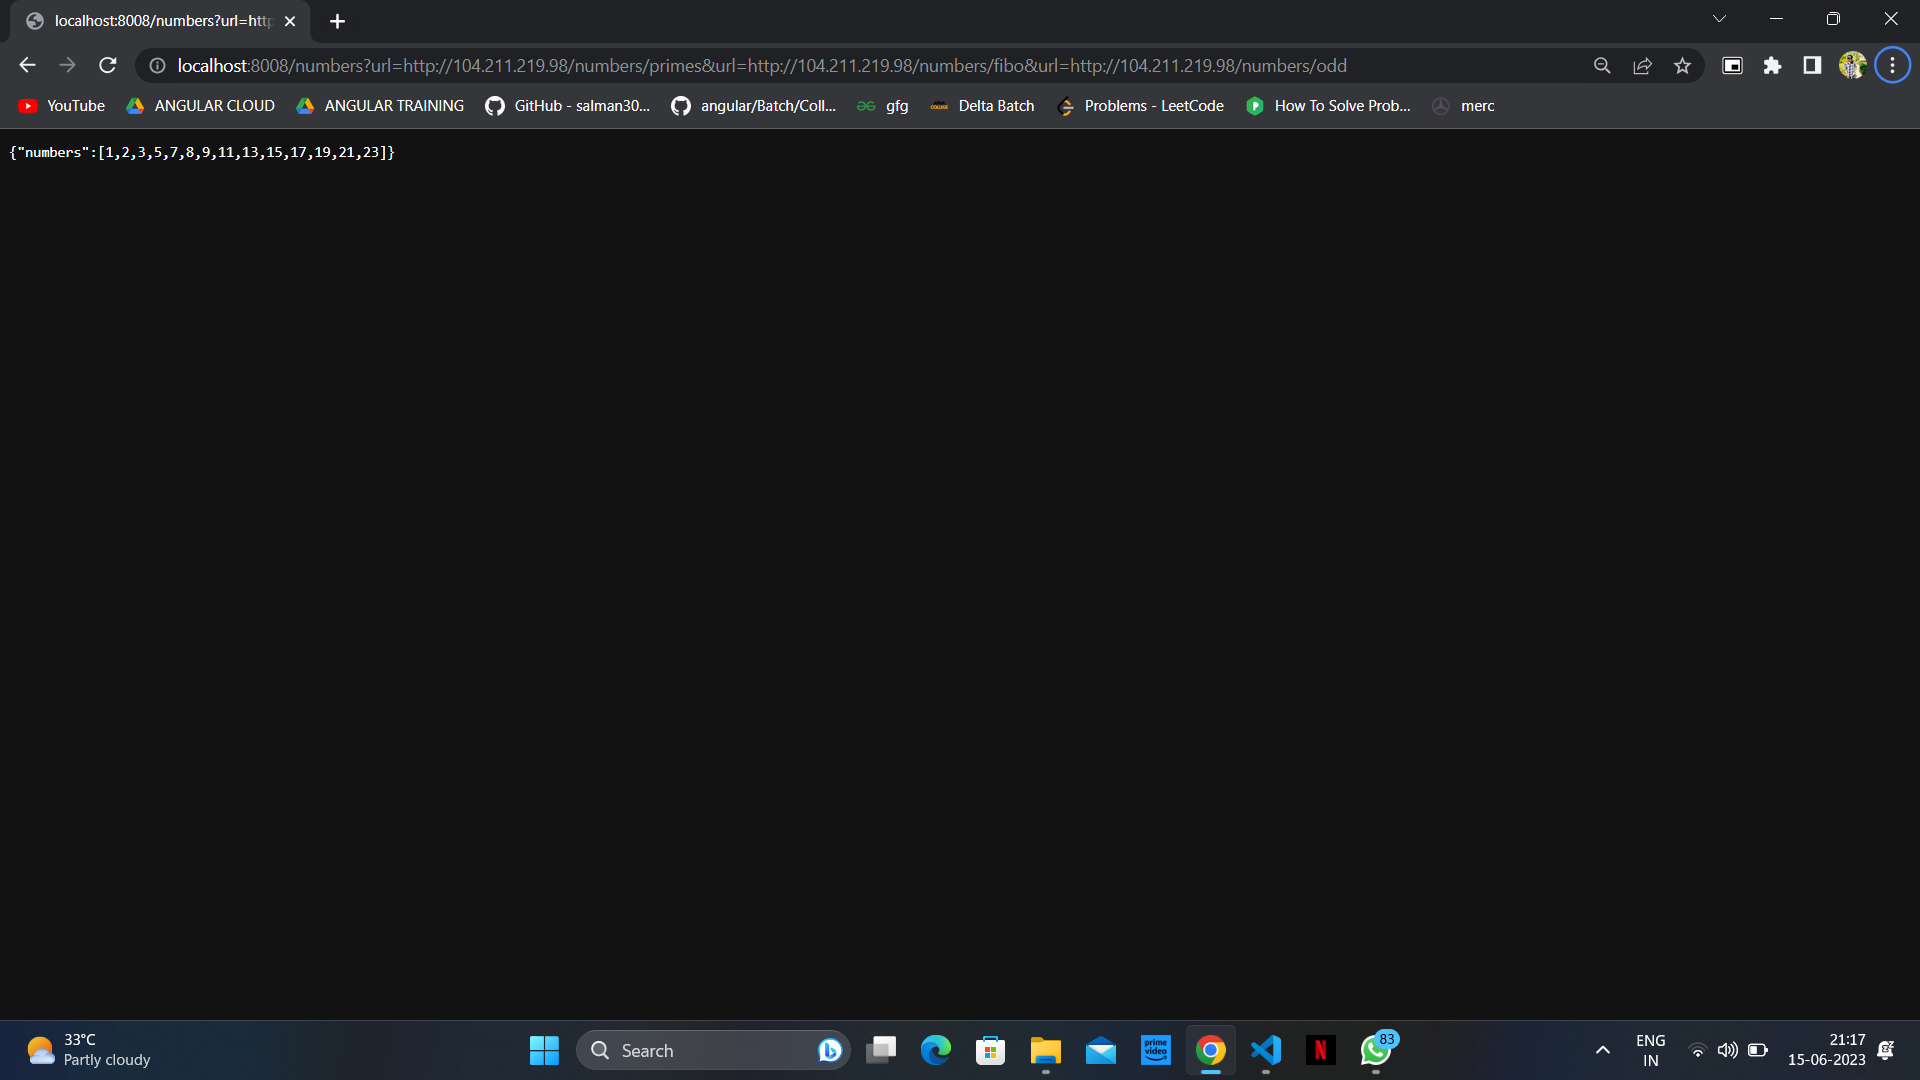 localhost:8008/numbers?url=http
localhost:8008/numbers?url=http://104.211.219.98/numbers/primes&url=http://104.211.219.98/numbers/fibo&url=http://104.211.219.98/numbers/odd
YouTube ANGULAR CLOUD ANGULAR TRAINING GitHub - salman30... angular/Batch/Coll... gfg Delta Batch Problems - LeetCode How To Solve Prob... merc
{"numbers":[1,2,3,5,7,8,9,11,13,15,17,19,21,23]}
33°C
Partly cloudy
Search
prime video
83
ENG
IN
21:17
15-06-2023